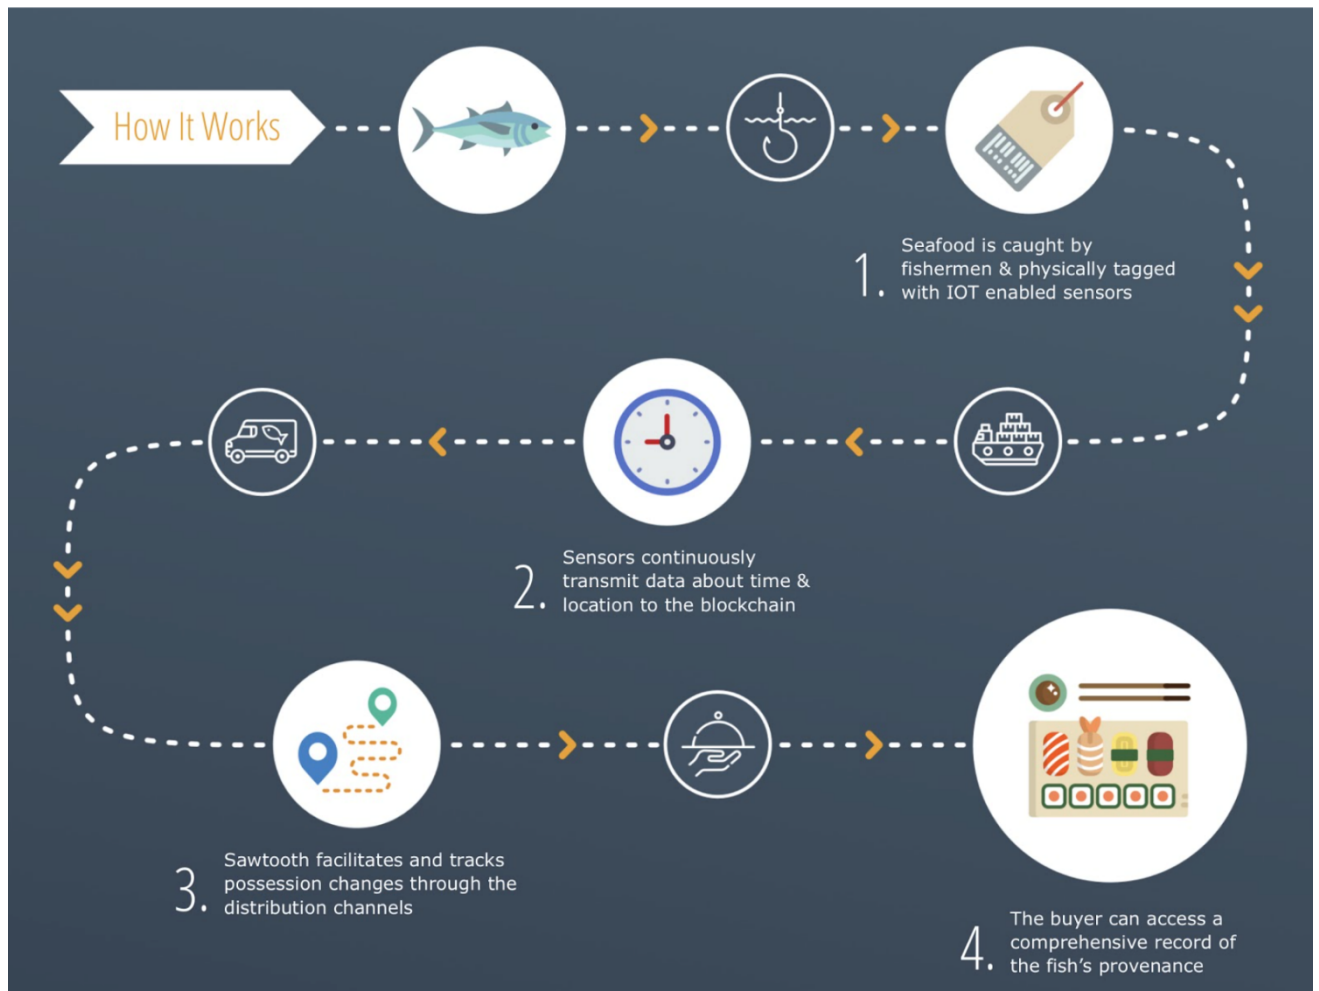 How It Works
1. Seafood is caught by
fishermen & physically tagged
with IOT enabled sensors
2. Sensors continuously
transmit data about time &
location to the blockchain
3. Sawtooth facilitates and tracks
possession changes through the
distribution channels
4. The buyer can access a
comprehensive record of
the fish's provenance